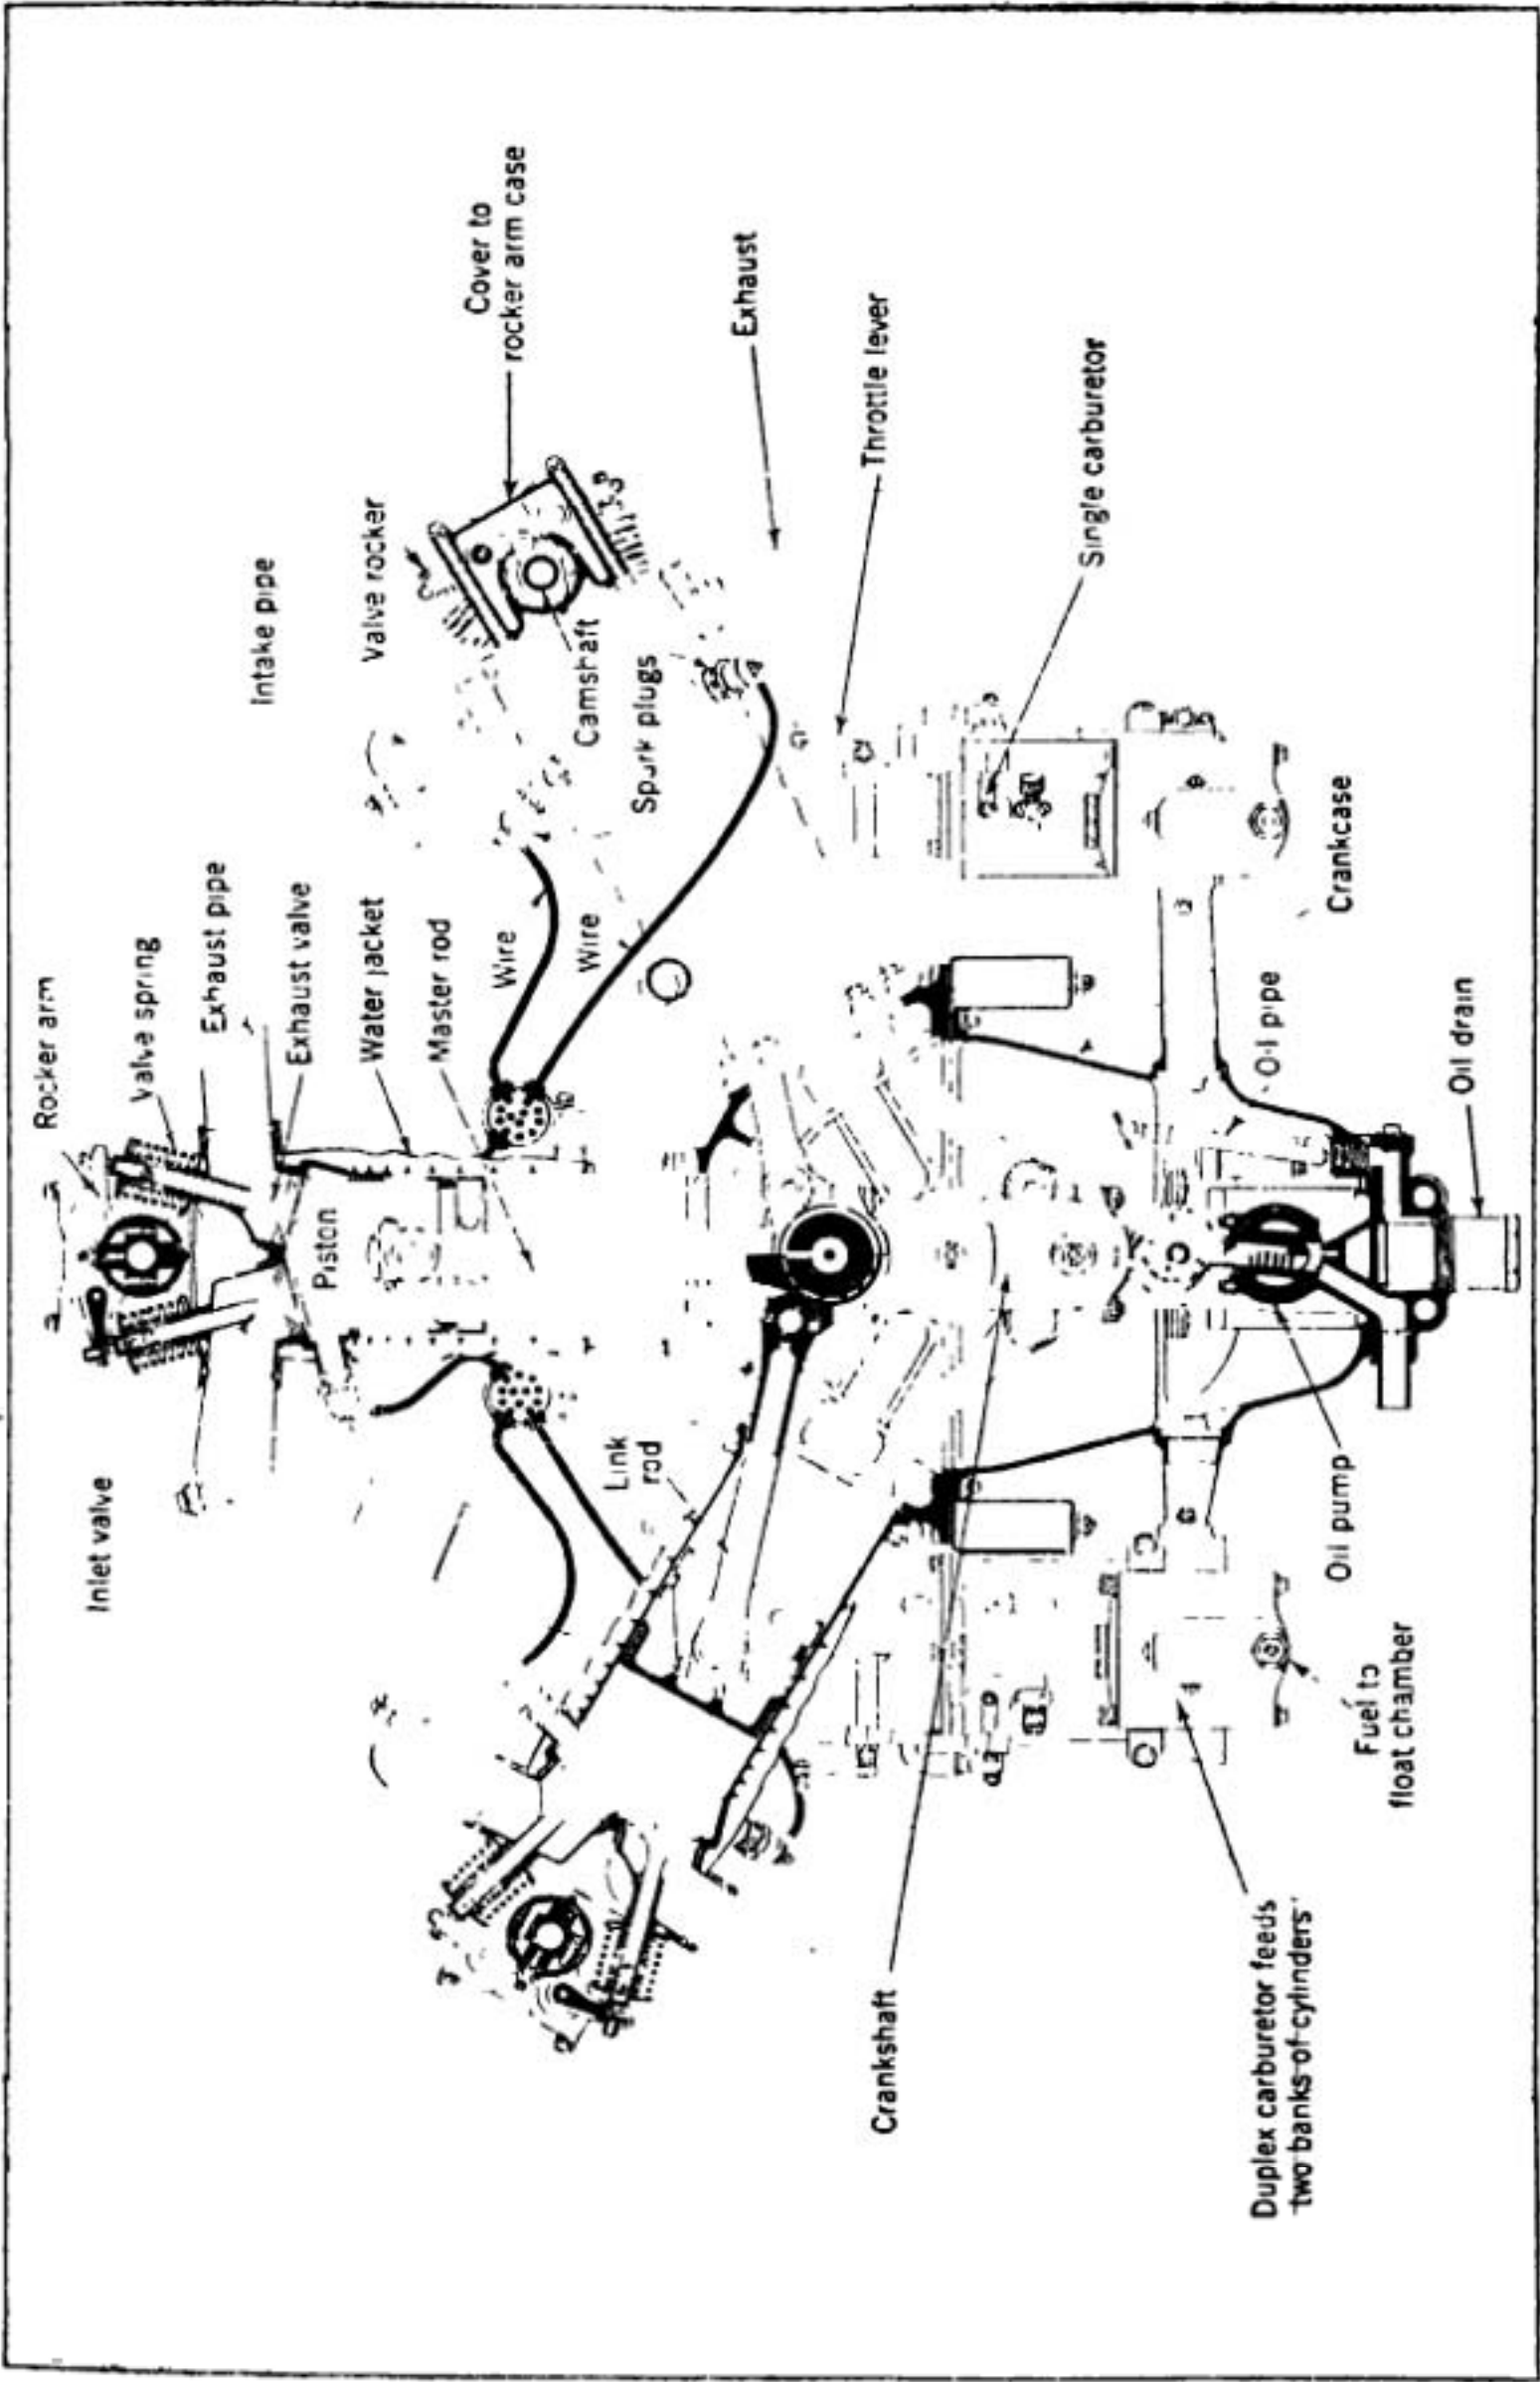 Rocker arm
Valve spring
Exhaust pipe
Exhaust valve
Water jacket
Master rod
Inlet valve
Piston
Intake pipe
Valve rocker
Cover to
rocker arm case
Camshaft
Spark plugs
Wire
Wire
Link
rod
Exhaust
Throttle lever
Single carburetor
Crankshaft
Crankcase
Oil pipe
Oil pump
Oil drain
Fuel to
float chamber
Duplex carburetor feeds
two banks of cylinders